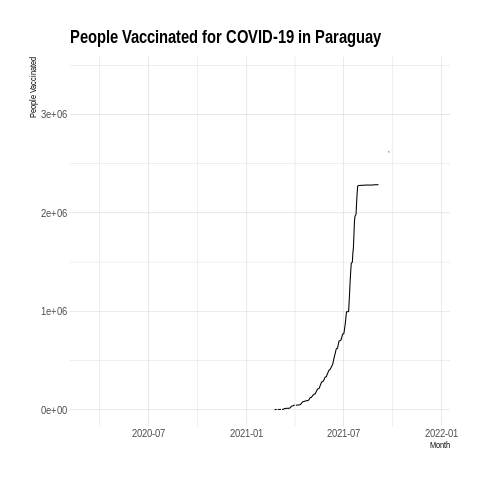 People Vaccinated for COVID-19 in Paraguay
People Vaccinated
3e+06
2e+06
1e+06
0e+00
2020-07
2021-01
2021-07
2022-01
Month